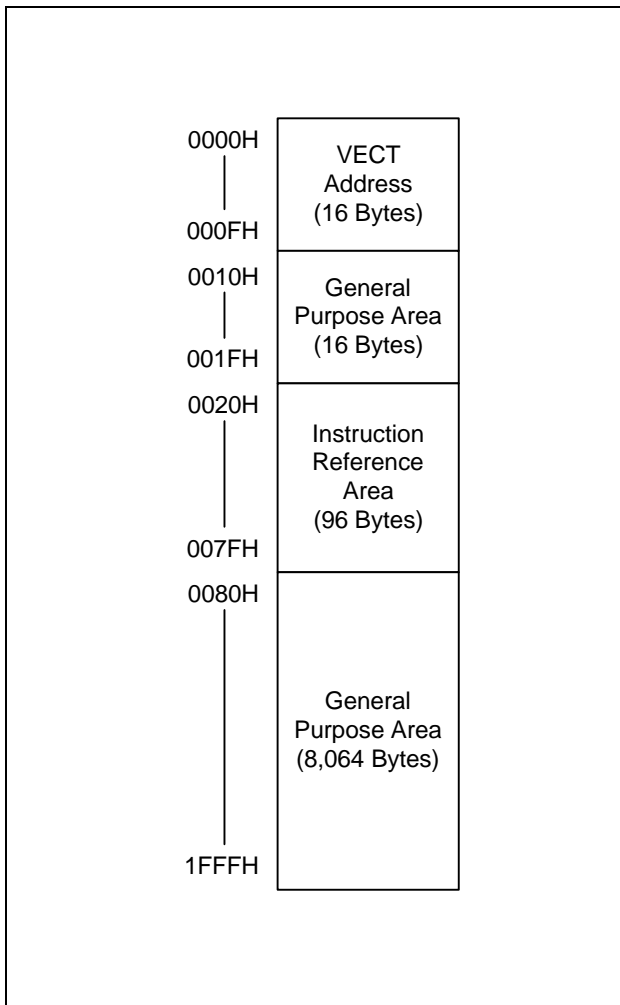 0000H
VECT
Address
(16 Bytes)
000FH
0010H
General
Purpose Area
(16 Bytes)
001FH
0020H
Instruction
Reference
Area
(96 Bytes)
007FH
0080H
General
Purpose Area
(8,064 Bytes)
1FFFH